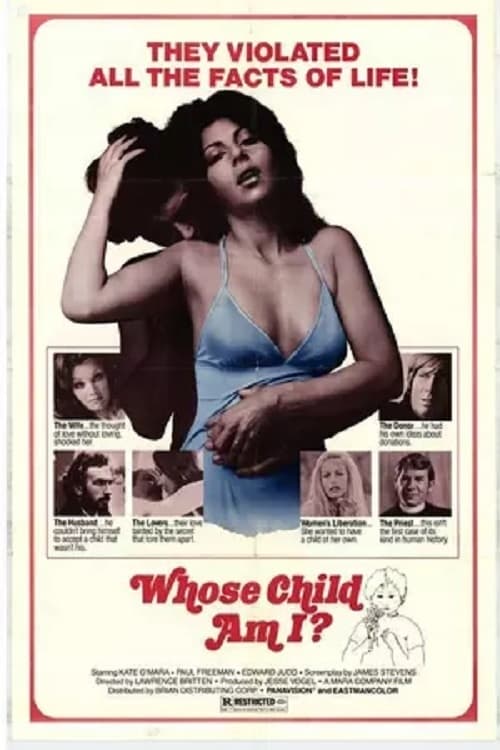 THEY VIOLATED
ALL THE FACTS OF LIFE!
The Wife...the thought
of love without loving,
shocked her.
The Donor...he had
his own ideas about
donations.
The Husband...he
couldn't bring himself
to accept a child that
wasn't his.
The Lovers...their love
tainted by the secret
that tore them apart.
Women's Liberation...
She wanted to have
a child of her own.
The Priest...this isn't
the first case of its
kind in human history.
Whose Child
Am I?
Starring KATE O'MARA • PAUL FREEMAN • EDWARD JUDD • Screenplay by JAMES STEVENS
Directed by LAWRENCE BRITTEN • Produced by JESSE VOGEL • A MARA COMPANY FILM
Distributed by BRIAN DISTRIBUTING CORP. • PANAVISION® and EASTMANCOLOR
R RESTRICTED